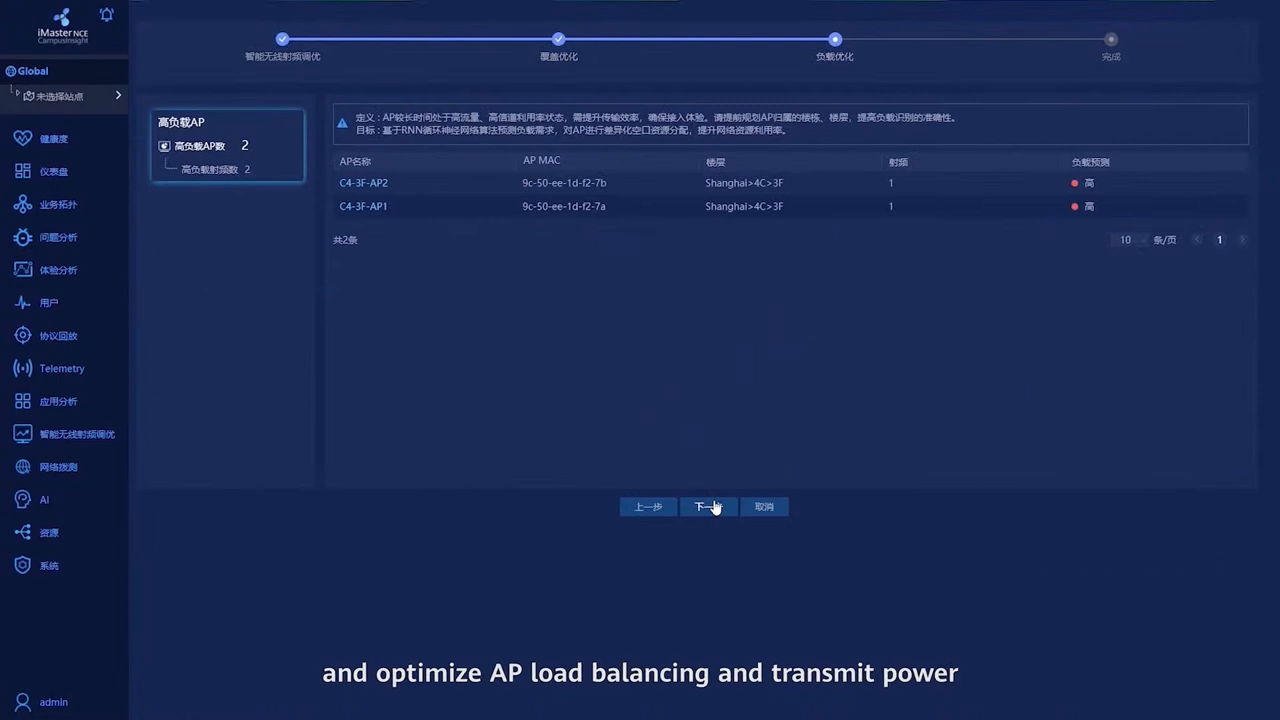 iMaster NCE
CampusInsight
Global
未选择站点
健康度
仪表盘
业务拓扑
问题分析
体验分析
用户
协议回放
Telemetry
应用分析
智能无线射频调优
网络拨测
AI
资源
系统
admin
智能无线射频调优
覆盖优化
负载优化
完成
高负载AP
高负载AP数 2
高负载射频数 2
定义：AP较长时间处于高流量、高信道利用率状态，需提升传输效率，确保接入体验。请提前规划AP归属的楼栋、楼层，提高负载识别的准确性。
目标：基于RNN循环神经网络算法预测负载需求，对AP进行差异化空口资源分配，提升网络资源利用率。
AP名称 AP MAC 楼层 射频 负载预测
C4-3F-AP2 9c-50-ee-1d-f2-7b Shanghai>4C>3F 1 高
C4-3F-AP1 9c-50-ee-1d-f2-7a Shanghai>4C>3F 1 高
共2条 10 条/页 < 1 >
上一步 下一步 取消
and optimize AP load balancing and transmit power